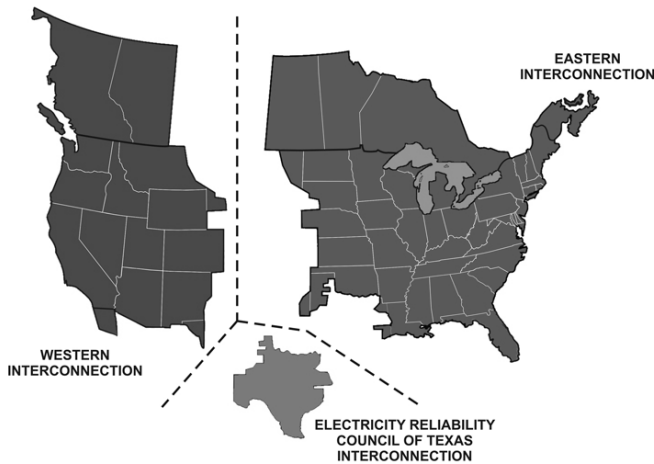 EASTERN
INTERCONNECTION
WESTERN
INTERCONNECTION
ELECTRICITY RELIABILITY
COUNCIL OF TEXAS
INTERCONNECTION